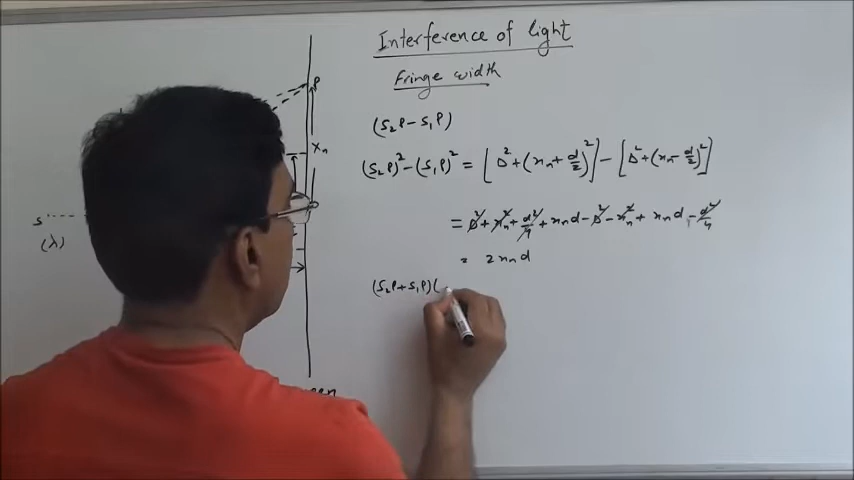 Interference of light
Fringe width
P
(S₂P - S₁P)
Xₙ
(S₂P)² - (S₁P)² = [D² + (xₙ + d/2)²] - [D² + (xₙ - d/2)²]
S
(λ)
= D² + xₙ² + d²/4 + xₙd - D² - xₙ² + xₙd - d²/4
= 2xₙd
(S₂P + S₁P)(